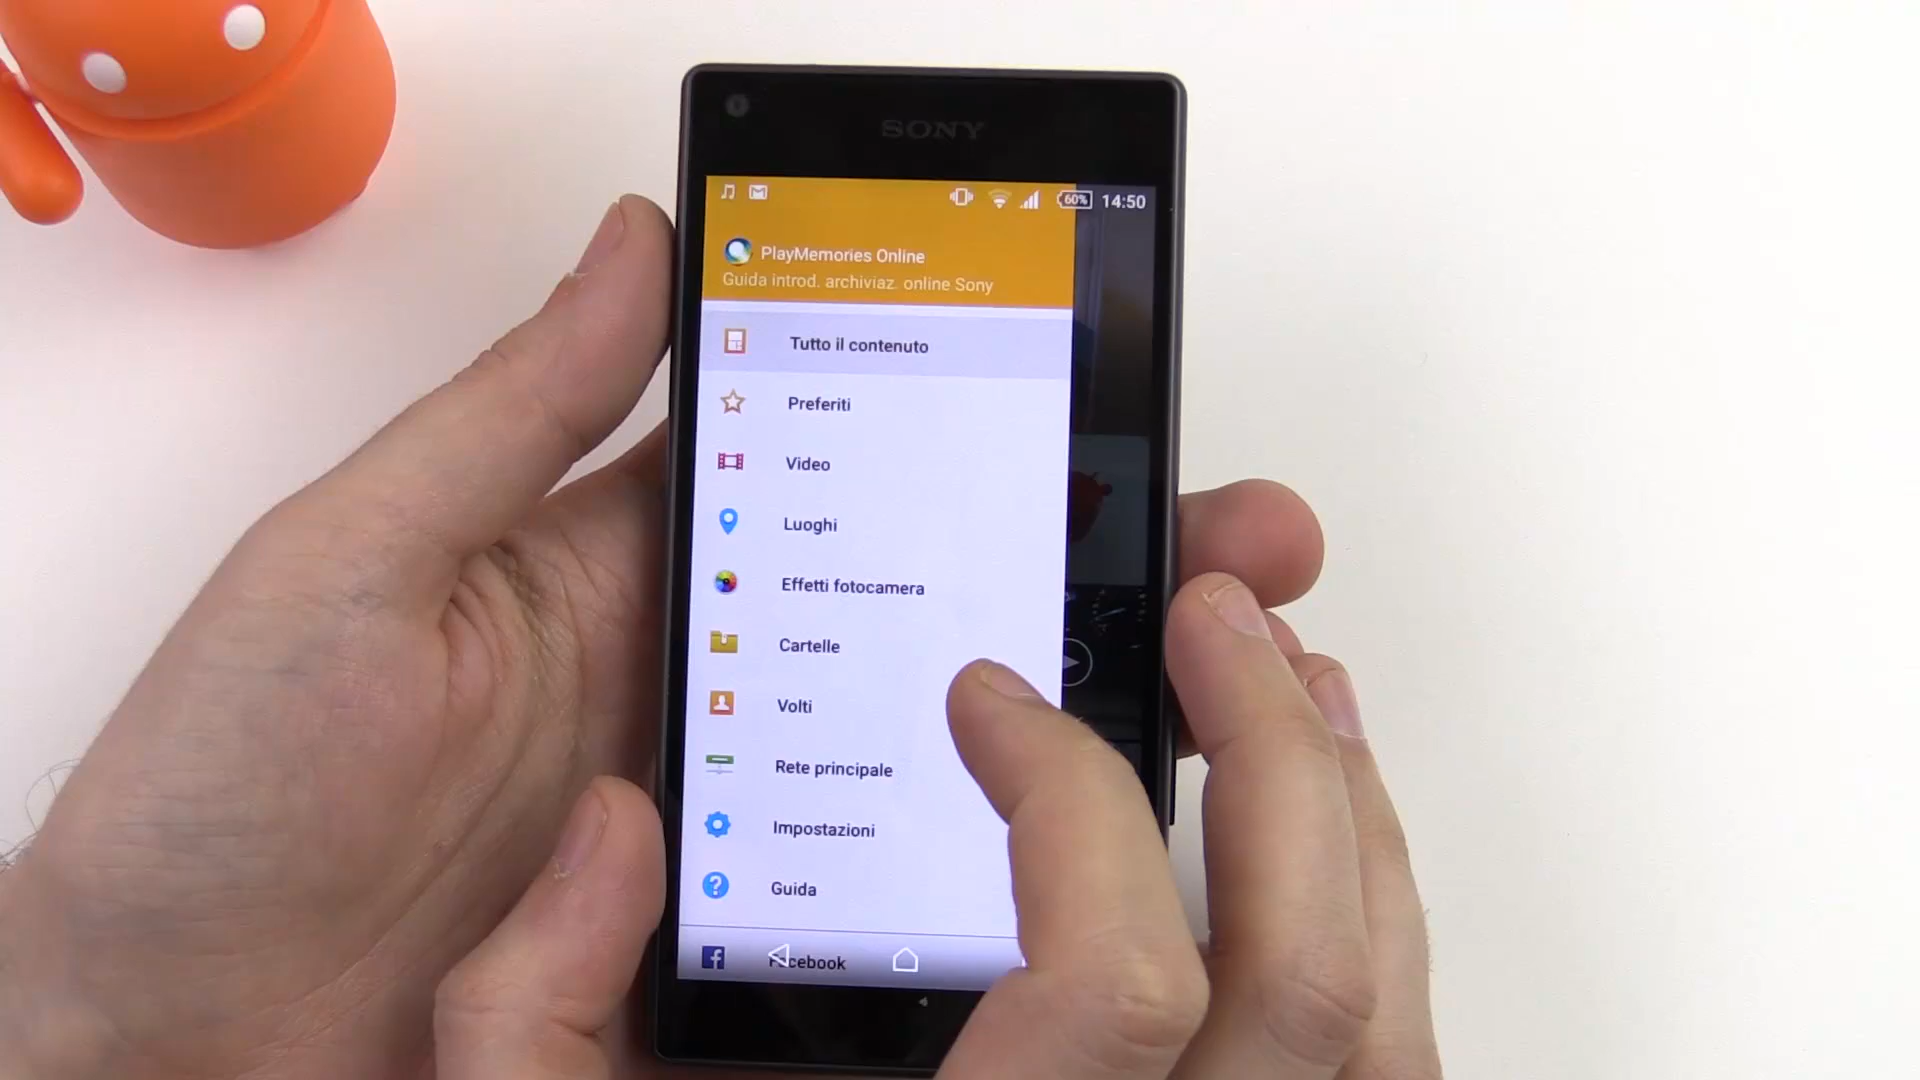 SONY
60% 14:50
PlayMemories Online
Guida introd. archiviaz. online Sony
Tutto il contenuto
Preferiti
Video
Luoghi
Effetti fotocamera
Cartelle
Volti
Rete principale
Impostazioni
Guida
Facebook